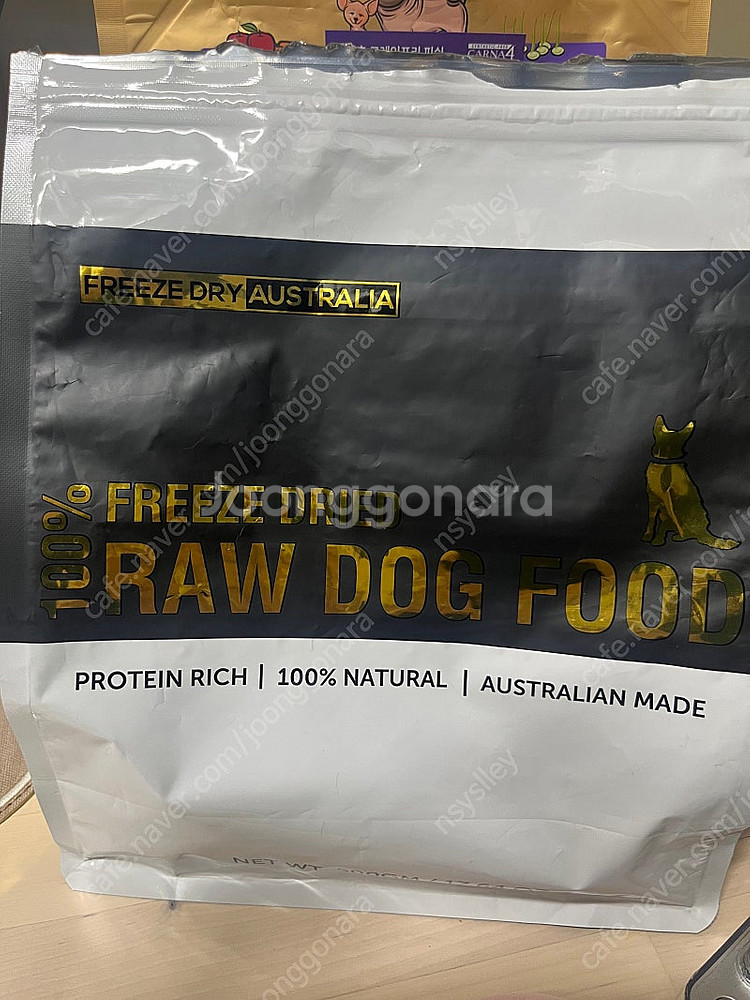 CARNA4
FREEZE DRY AUSTRALIA
100% FREEZE DRIED
RAW DOG FOOD
PROTEIN RICH | 100% NATURAL | AUSTRALIAN MADE
NET WT
Joonggonara
cafe.naver.com/joonggonara
nsyslley